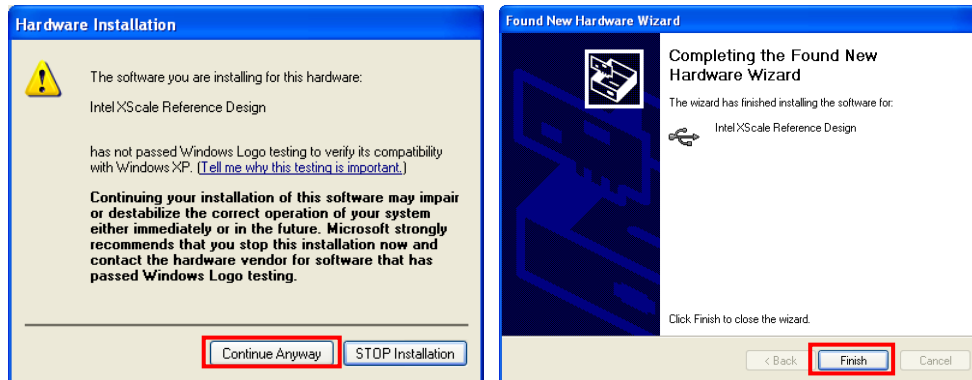 Hardware Installation
The software you are installing for this hardware:
Intel XScale Reference Design
has not passed Windows Logo testing to verify its compatibility
with Windows XP. (Tell me why this testing is important.)
Continuing your installation of this software may impair
or destabilize the correct operation of your system
either immediately or in the future. Microsoft strongly
recommends that you stop this installation now and
contact the hardware vendor for software that has
passed Windows Logo testing.
Continue Anyway
STOP Installation
Found New Hardware Wizard
Completing the Found New
Hardware Wizard
The wizard has finished installing the software for:
Intel XScale Reference Design
Click Finish to close the wizard.
< Back
Finish
Cancel